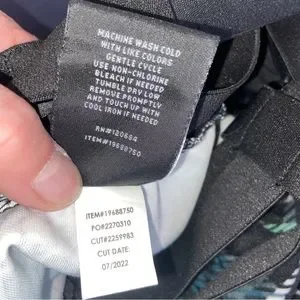 MACHINE WASH COLD
WITH LIKE COLORS
GENTLE CYCLE
USE NON-CHLORINE
BLEACH IF NEEDED
TUMBLE DRY LOW
REMOVE PROMPTLY
AND TOUCH UP WITH
COOL IRON IF NEEDED
RN#120664
ITEM#19688750
ITEM#19688750
PO#2270310
CUT#2259983
CUT DATE:
07/2022